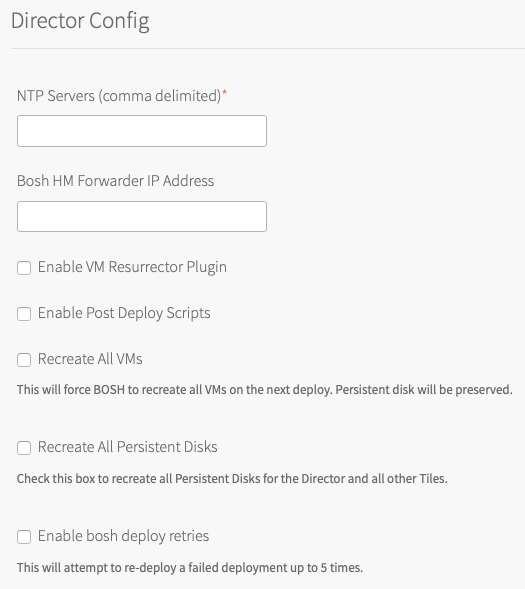 Director Config
NTP Servers (comma delimited)*
Bosh HM Forwarder IP Address
Enable VM Resurrector Plugin
Enable Post Deploy Scripts
Recreate All VMs
This will force BOSH to recreate all VMs on the next deploy. Persistent disk will be preserved.
Recreate All Persistent Disks
Check this box to recreate all Persistent Disks for the Director and all other Tiles.
Enable bosh deploy retries
This will attempt to re-deploy a failed deployment up to 5 times.